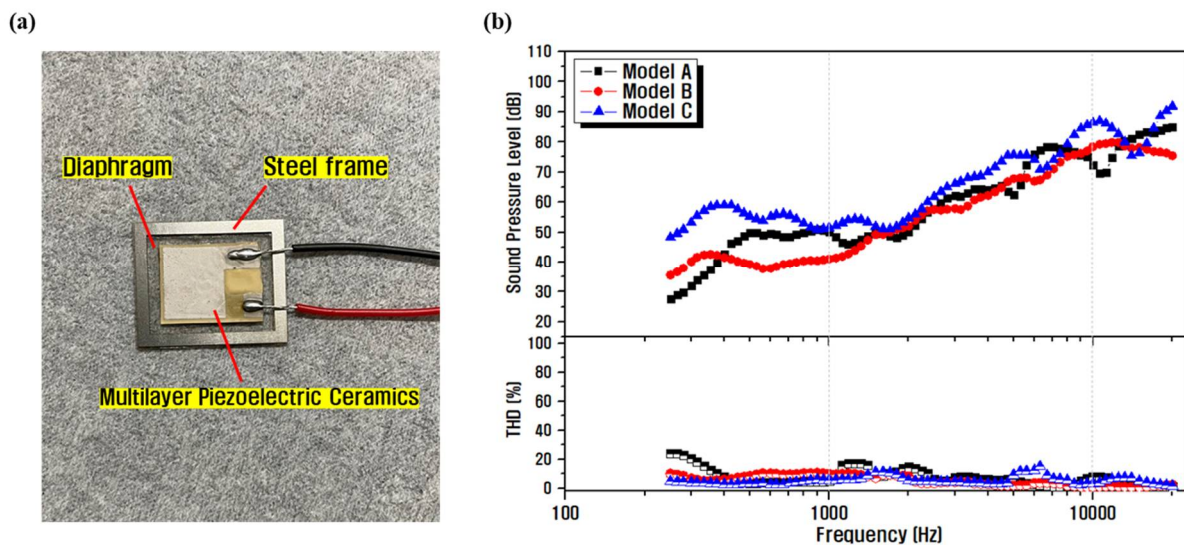 (a)
Diaphragm
Steel frame
Multilayer Piezoelectric Ceramics
(b)
Model A
Model B
Model C
Sound Pressure Level (dB)
110
100
90
80
70
60
50
40
30
20
THD (%)
100
80
60
40
20
0
100
1000
10000
Frequency (Hz)